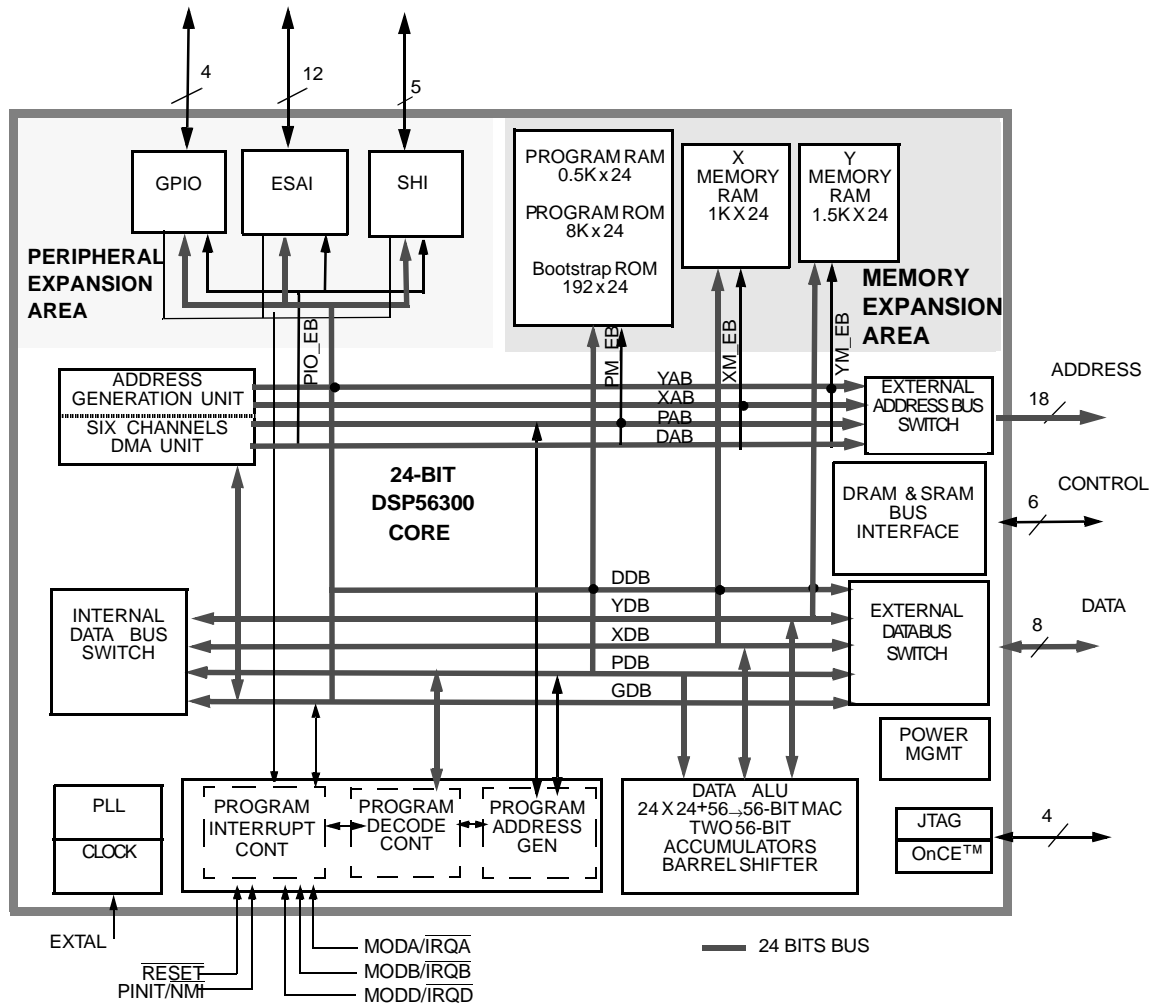 4
12
5
GPIO
ESAI
SHI
PERIPHERAL
EXPANSION
AREA
PROGRAM RAM
0.5K x 24
PROGRAM ROM
8K x 24
Bootstrap ROM
192 x 24
X
MEMORY
RAM
1K X 24
Y
MEMORY
RAM
1.5K X 24
MEMORY
EXPANSION
AREA
PIO_EB
PM_EB
XM_EB
YM_EB
ADDRESS
GENERATION UNIT
SIX CHANNELS
DMA UNIT
YAB
XAB
PAB
DAB
EXTERNAL
ADDRESS BUS
SWITCH
ADDRESS
18
24-BIT
DSP56300
CORE
DRAM & SRAM
BUS
INTERFACE
CONTROL
6
INTERNAL
DATA BUS
SWITCH
DDB
YDB
XDB
PDB
GDB
EXTERNAL
DATA BUS
SWITCH
DATA
8
POWER
MGMT
PLL
CLOCK
PROGRAM
INTERRUPT
CONT
PROGRAM
DECODE
CONT
PROGRAM
ADDRESS
GEN
DATA ALU
24 X 24+56→56-BIT MAC
TWO 56-BIT
ACCUMULATORS
BARREL SHIFTER
JTAG
OnCE™
4
EXTAL
RESET
PINIT/NMI
MODA/IRQA
MODB/IRQB
MODD/IRQD
24 BITS BUS